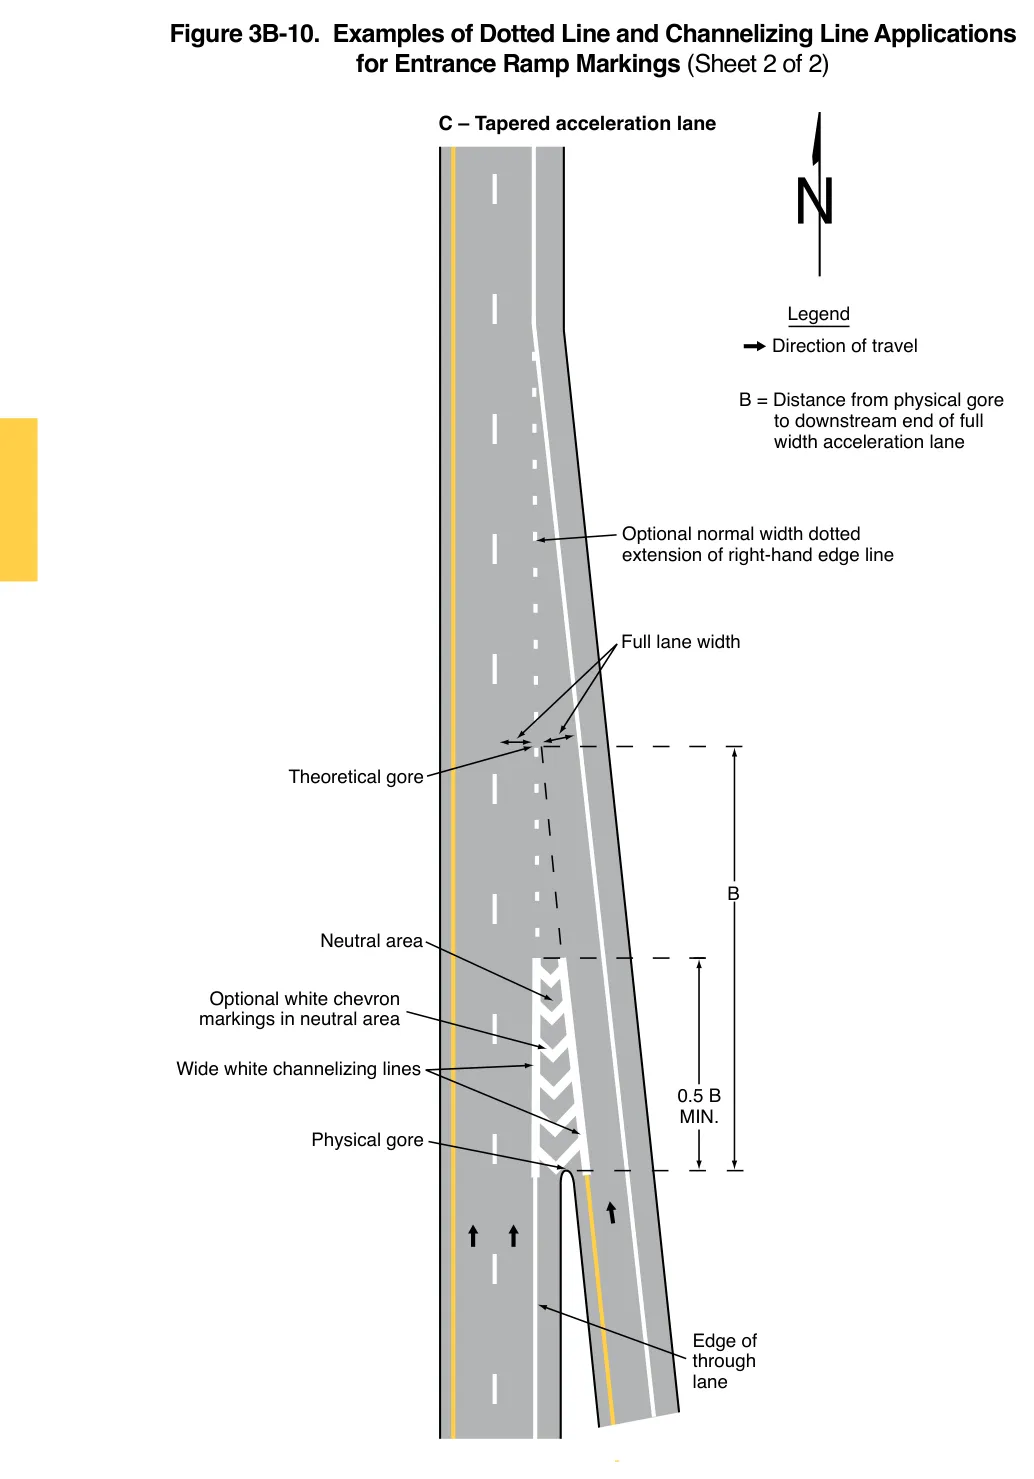 Figure 3B-10.  Examples of Dotted Line and Channelizing Line Applications
for Entrance Ramp Markings (Sheet 2 of 2)
C – Tapered acceleration lane
N
Legend
Direction of travel
B = Distance from physical gore
to downstream end of full
width acceleration lane
Optional normal width dotted
extension of right-hand edge line
Full lane width
Theoretical gore
B
Neutral area
Optional white chevron
markings in neutral area
Wide white channelizing lines
0.5 B
MIN.
Physical gore
Edge of
through
lane